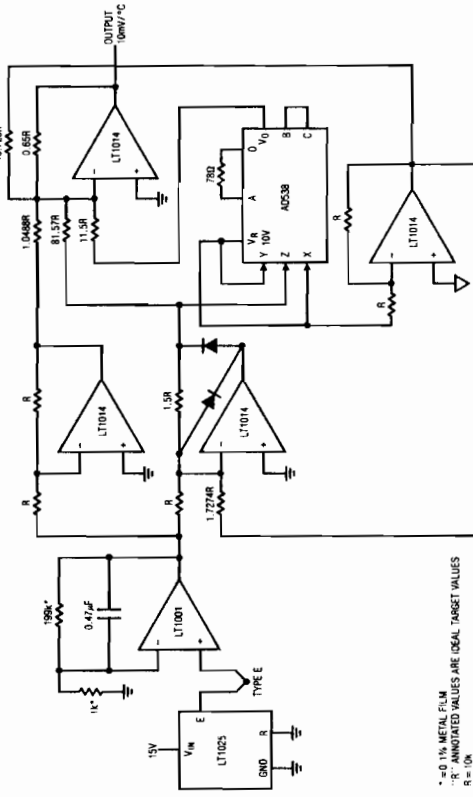 OUTPUT
10mV/°C
0.65R
LT1014
1.0488R
81.57R
11.5R
78Ω
A
D
VO
B
C
AD538
VR
10V
Y
Z
X
R
R
LT1014
R
R
LT1014
1.5R
R
LT1014
1.7274R
199k*
0.47µF
1k*
LT1001
TYPE E
15V
VIN
E
LT1025
GND
R
* = 0.1% METAL FILM
"R" ANNOTATED VALUES ARE IDEAL TARGET VALUES
R = 10k